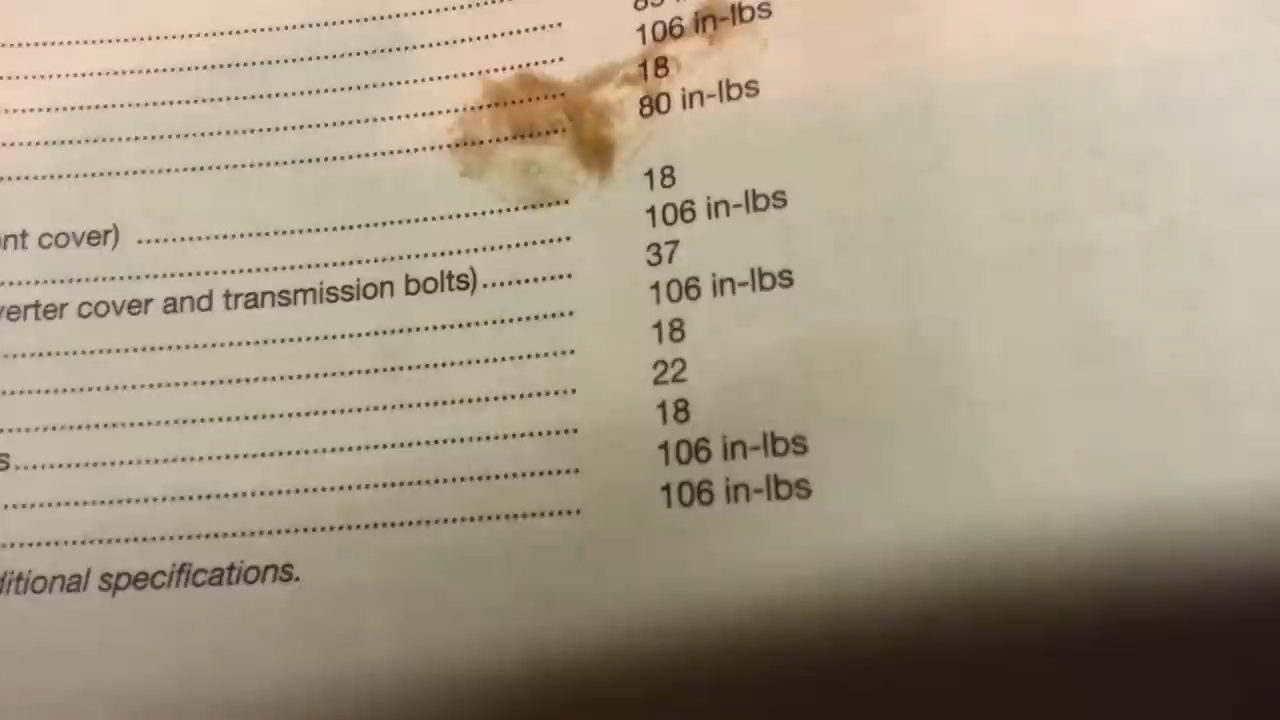 106 in-lbs
18
80 in-lbs
18
nt cover) ........ 106 in-lbs
37
verter cover and transmission bolts)........ 106 in-lbs
18
22
s........ 18
106 in-lbs
106 in-lbs
ditional specifications.